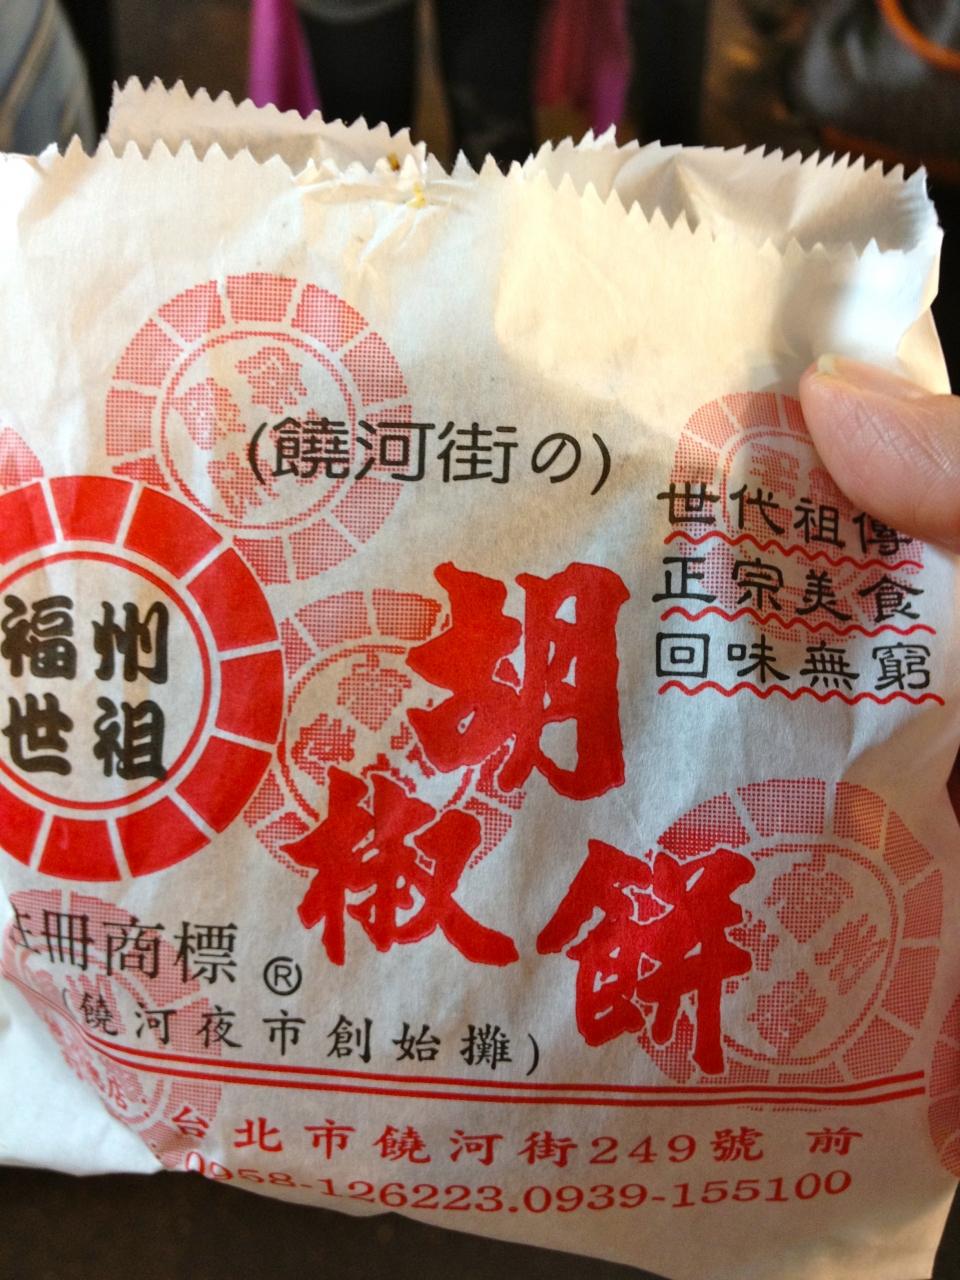 (饒河街の)
世代祖傳
正宗美食
回味無窮
福州
世祖
胡椒餅
註冊商標®
(饒河夜市創始攤)
台北市饒河街249號 前
0958-126223.0939-155100